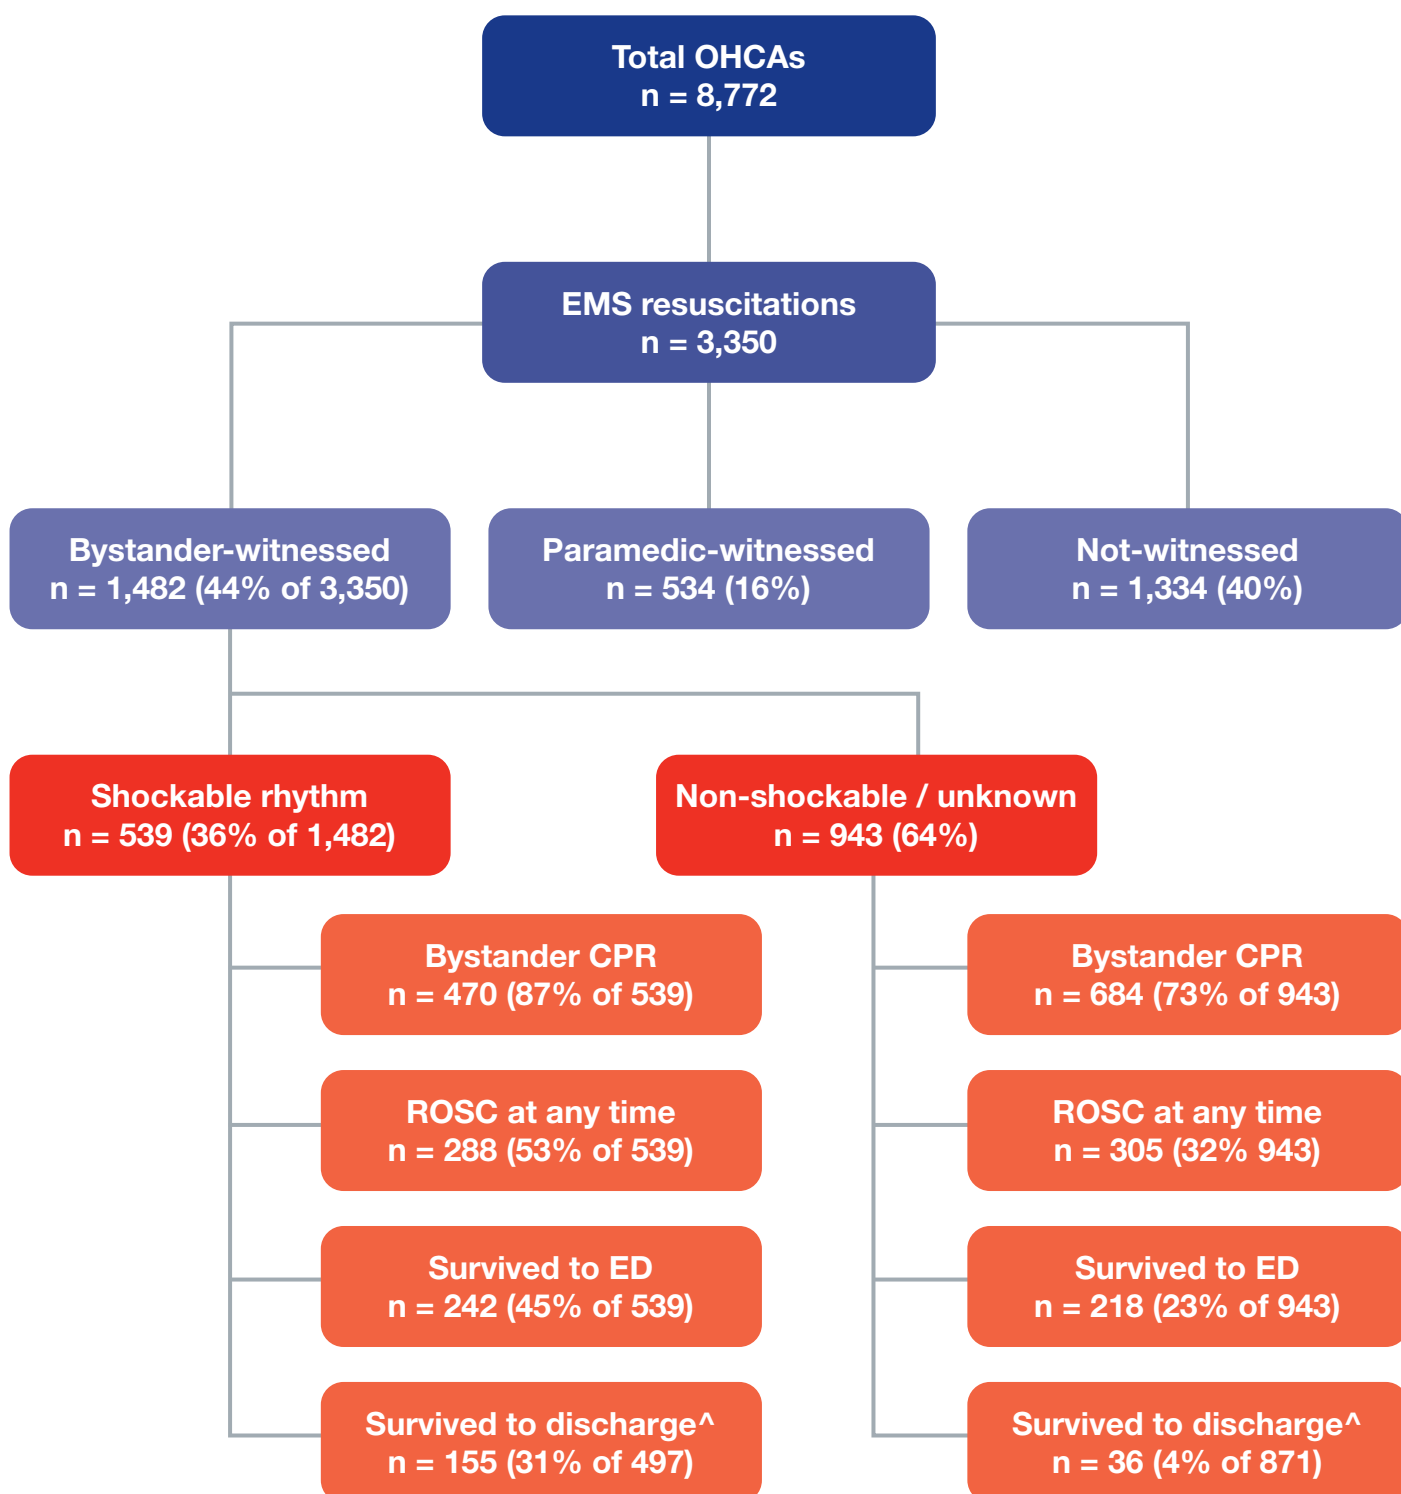 Total OHCAs
n = 8,772
EMS resuscitations
n = 3,350
Bystander-witnessed
n = 1,482 (44% of 3,350)
Paramedic-witnessed
n = 534 (16%)
Not-witnessed
n = 1,334 (40%)
Shockable rhythm
n = 539 (36% of 1,482)
Non-shockable / unknown
n = 943 (64%)
Bystander CPR
n = 470 (87% of 539)
ROSC at any time
n = 288 (53% of 539)
Survived to ED
n = 242 (45% of 539)
Survived to discharge^
n = 155 (31% of 497)
Bystander CPR
n = 684 (73% of 943)
ROSC at any time
n = 305 (32% 943)
Survived to ED
n = 218 (23% of 943)
Survived to discharge^
n = 36 (4% of 871)